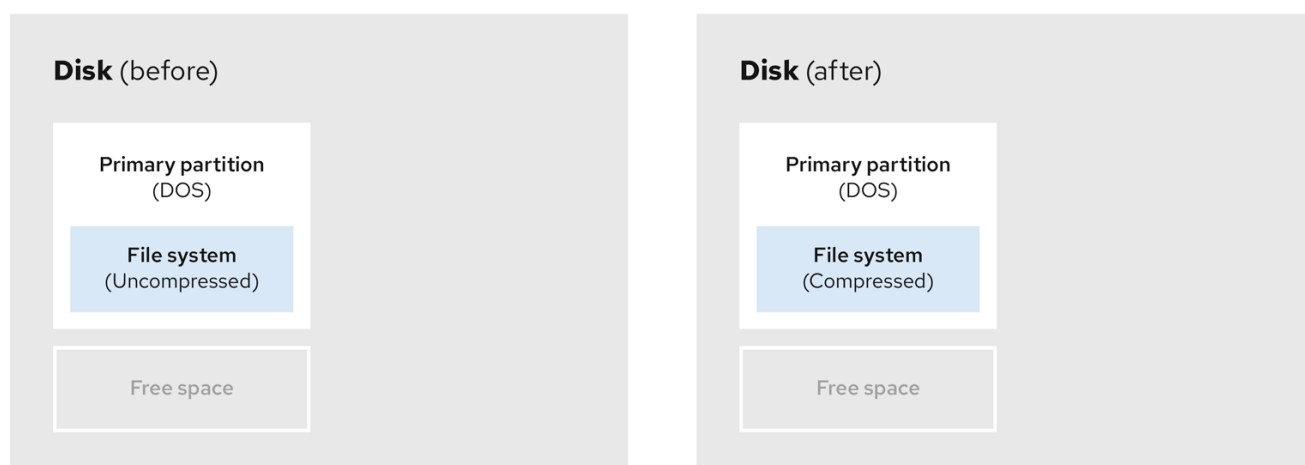 Disk (before)
Primary partition
(DOS)
File system
(Uncompressed)
Free space
Disk (after)
Primary partition
(DOS)
File system
(Compressed)
Free space